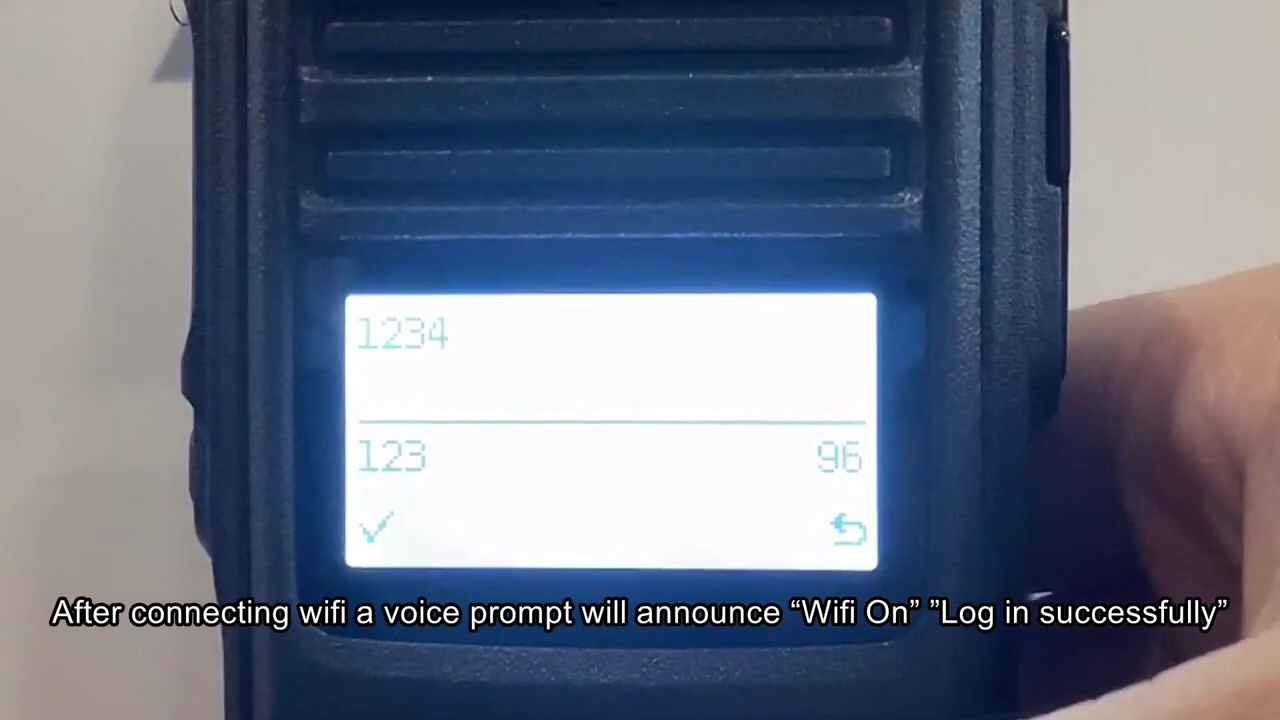 1234
123 96
After connecting wifi a voice prompt will announce “Wifi On” ”Log in successfully”